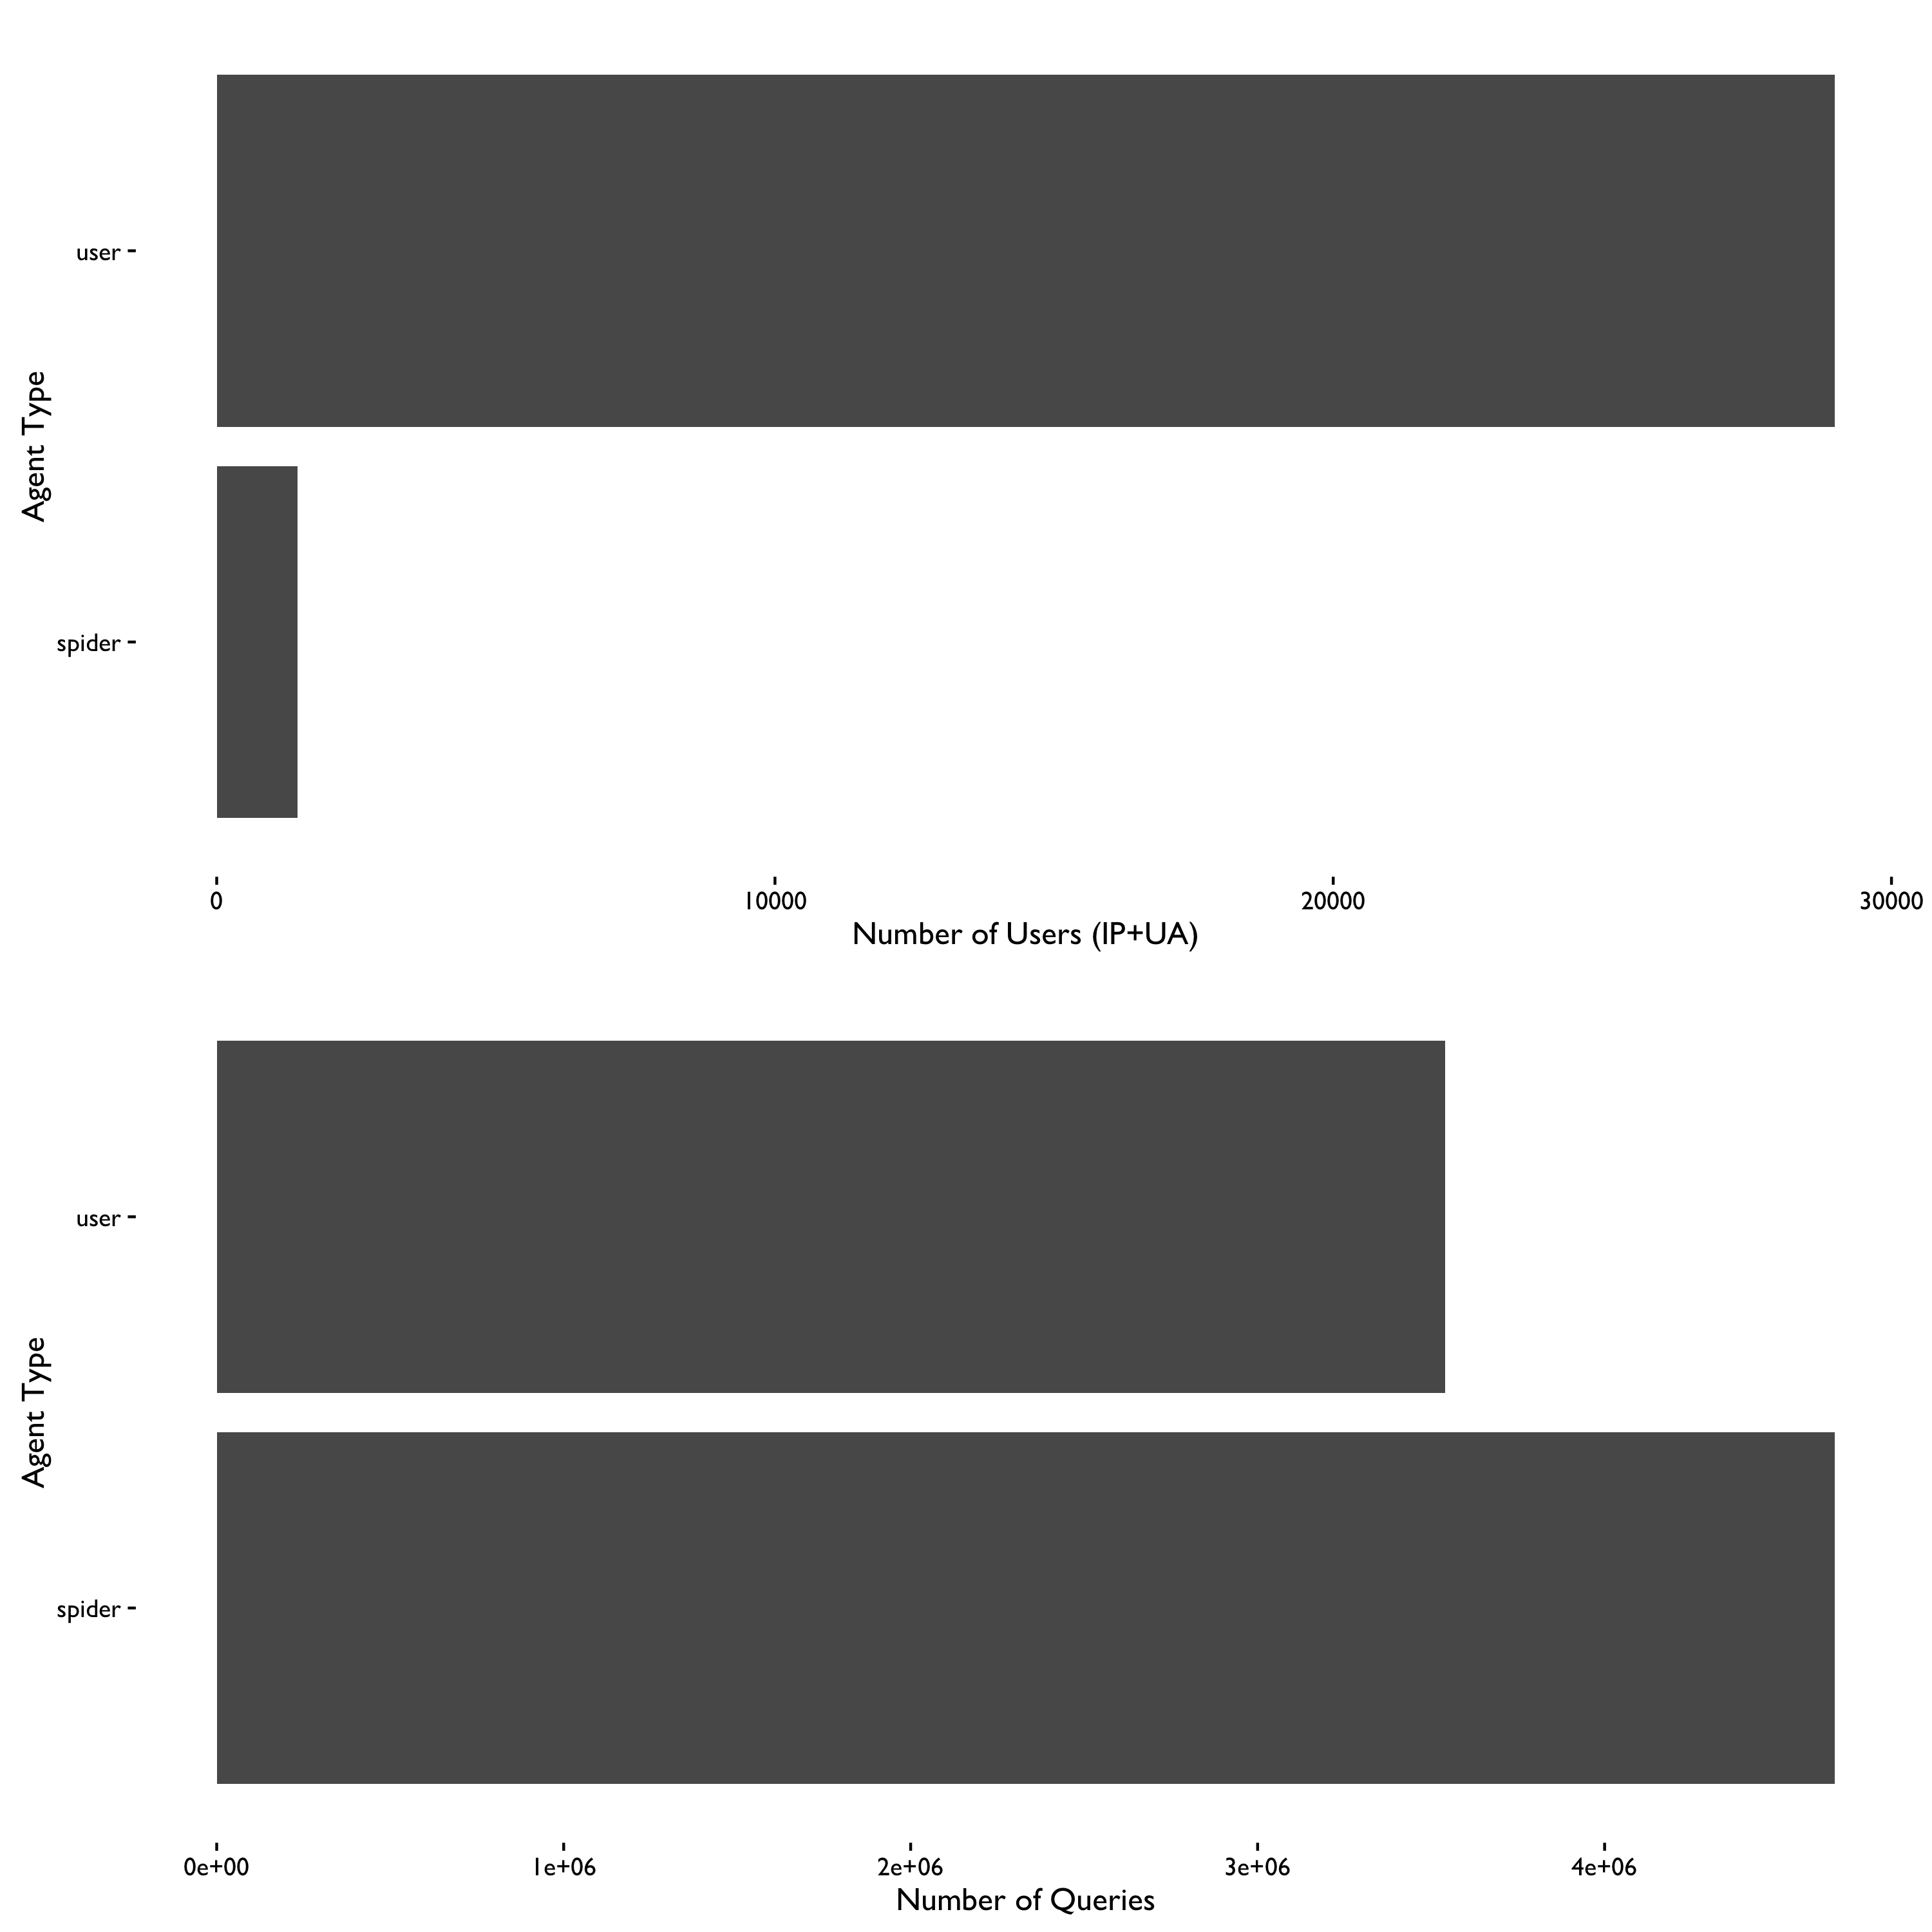 Agent Type
user
spider
0 10000 20000 30000
Number of Users (IP+UA)
Agent Type
user
spider
0e+00 1e+06 2e+06 3e+06 4e+06
Number of Queries